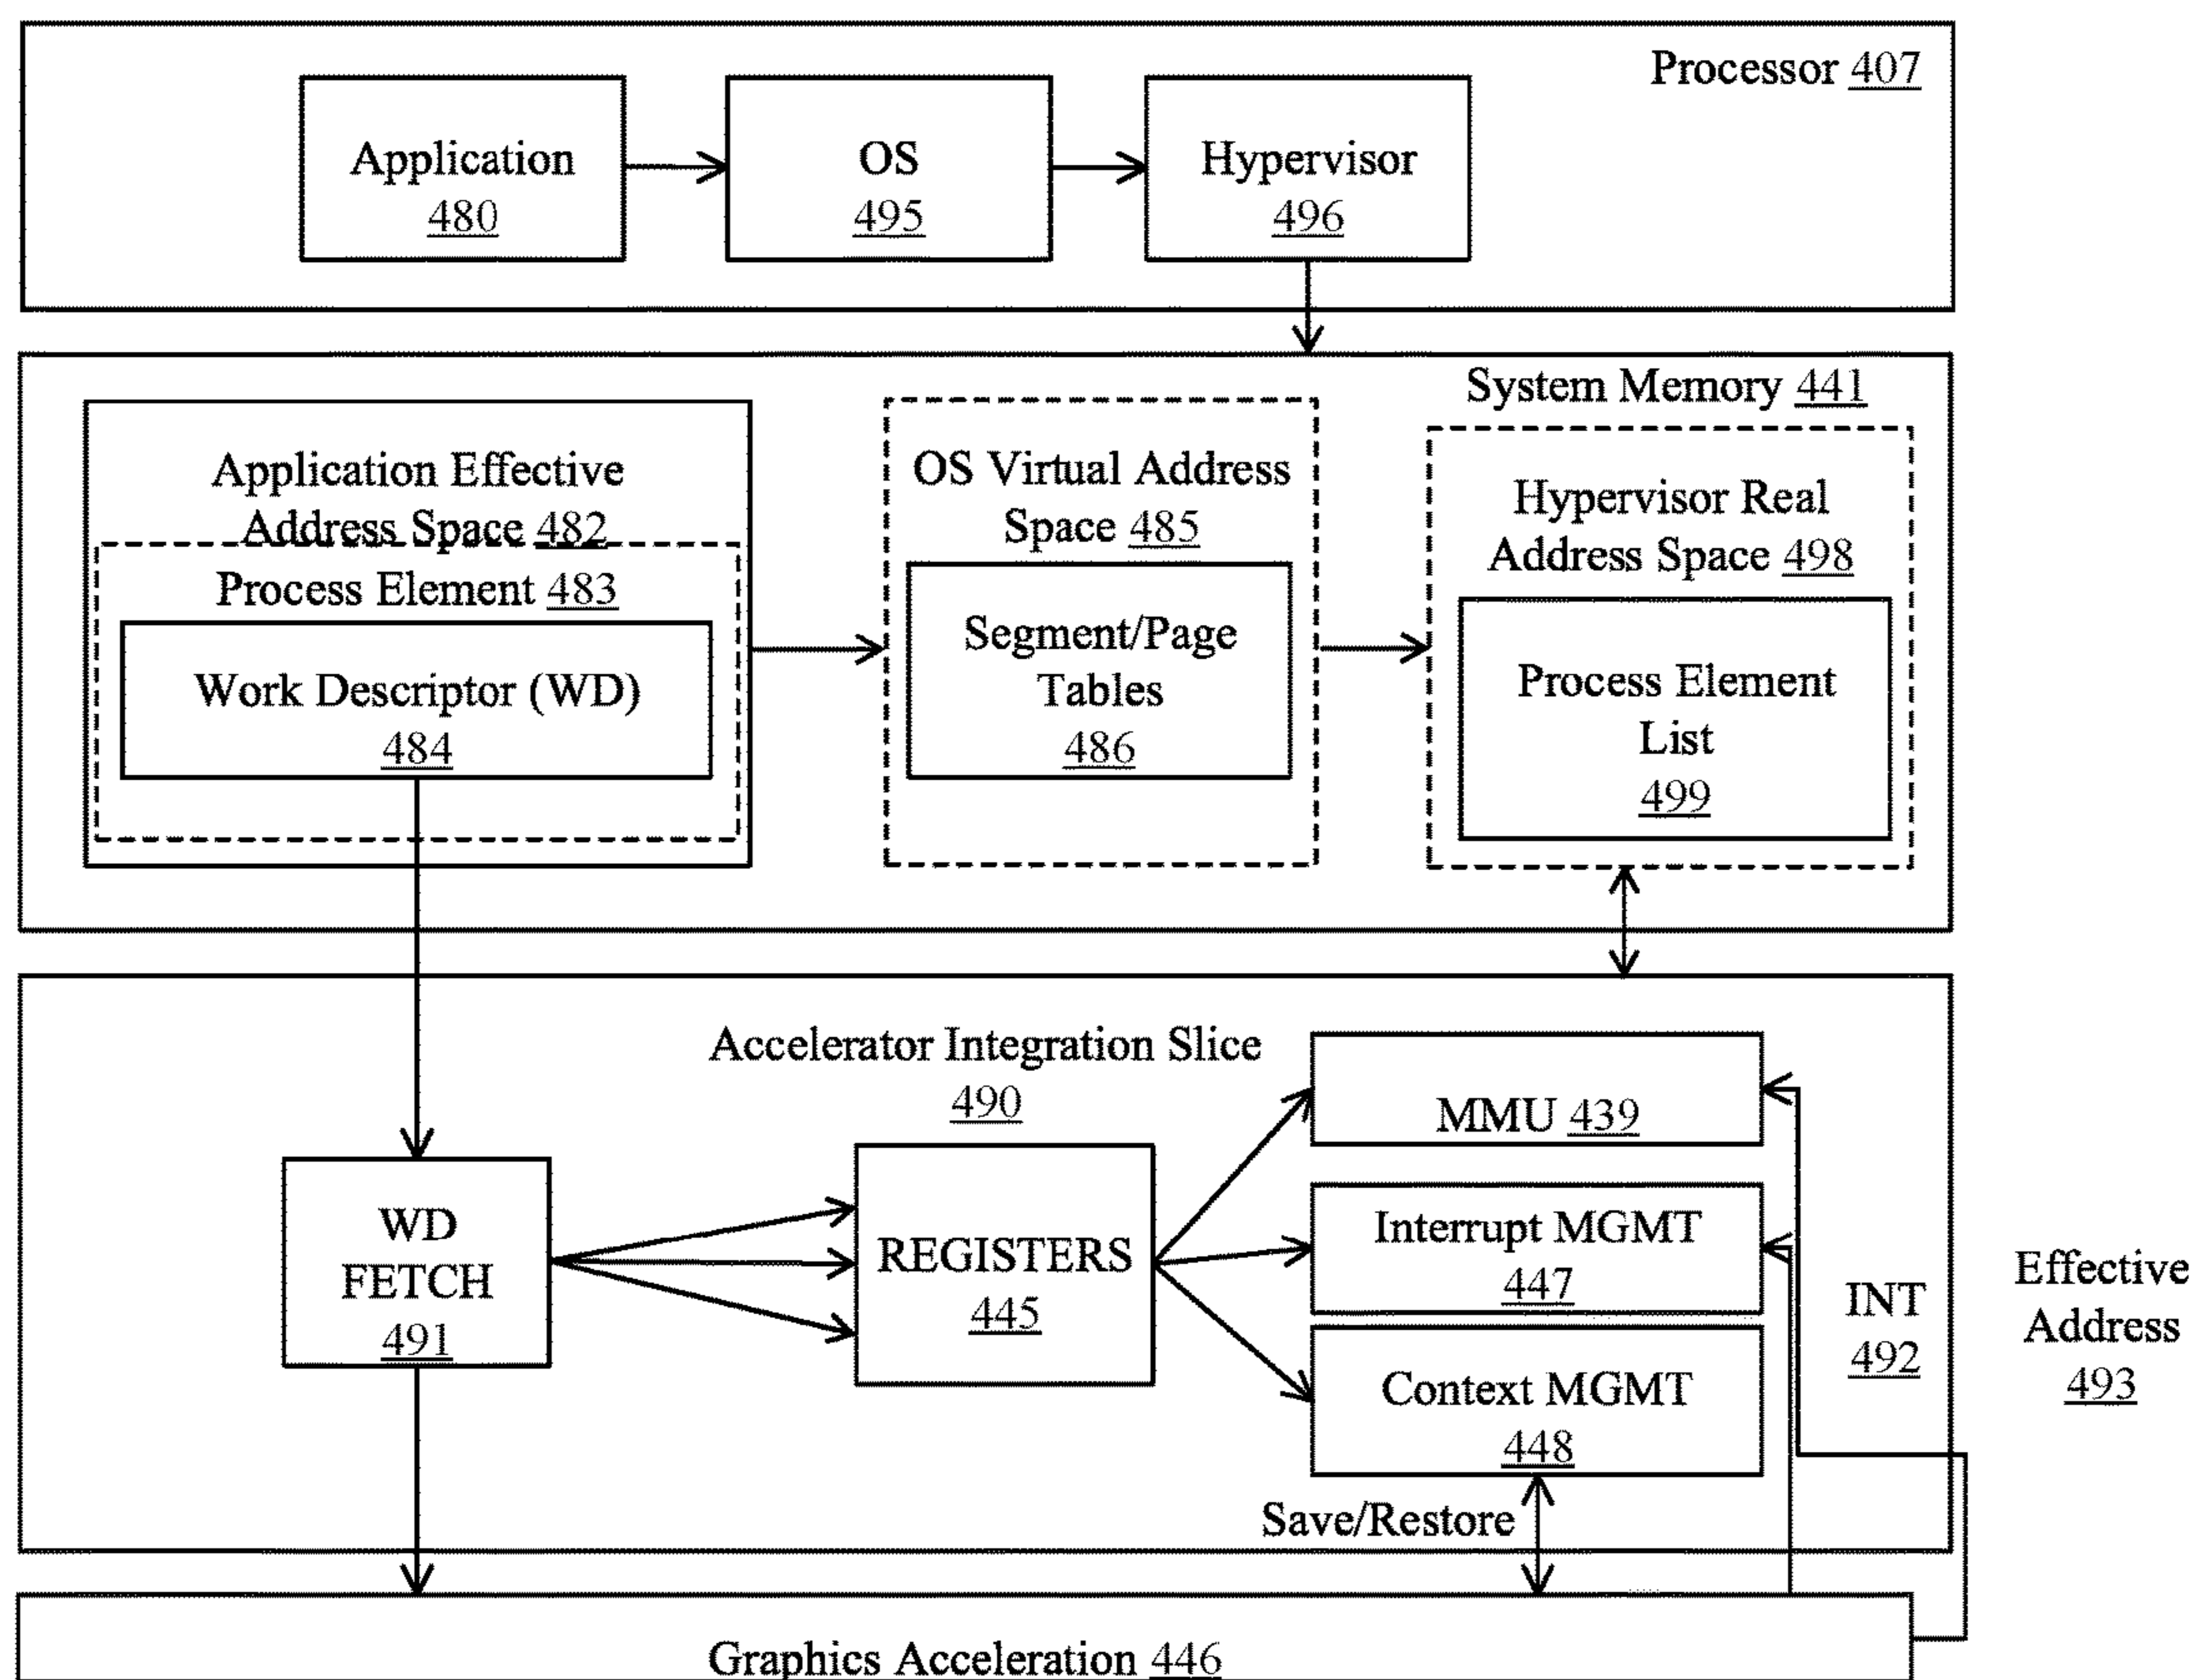 Processor 407
Application
480
OS
495
Hypervisor
496
System Memory 441
Application Effective
Address Space 482
Process Element 483
Work Descriptor (WD)
484
OS Virtual Address
Space 485
Segment/Page
Tables
486
Hypervisor Real
Address Space 498
Process Element
List
499
Accelerator Integration Slice
490
WD
FETCH
491
REGISTERS
445
MMU 439
Interrupt MGMT
447
Context MGMT
448
INT
492
Effective
Address
493
Save/Restore
Graphics Acceleration 446